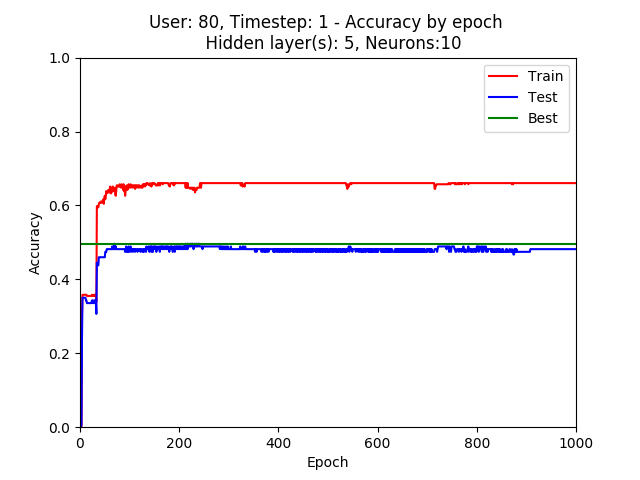 User: 80, Timestep: 1 - Accuracy by epoch
Hidden layer(s): 5, Neurons:10
1.0
0.8
0.6
0.4
0.2
0.0
Accuracy
Train
Test
Best
0
200
400
600
800
1000
Epoch